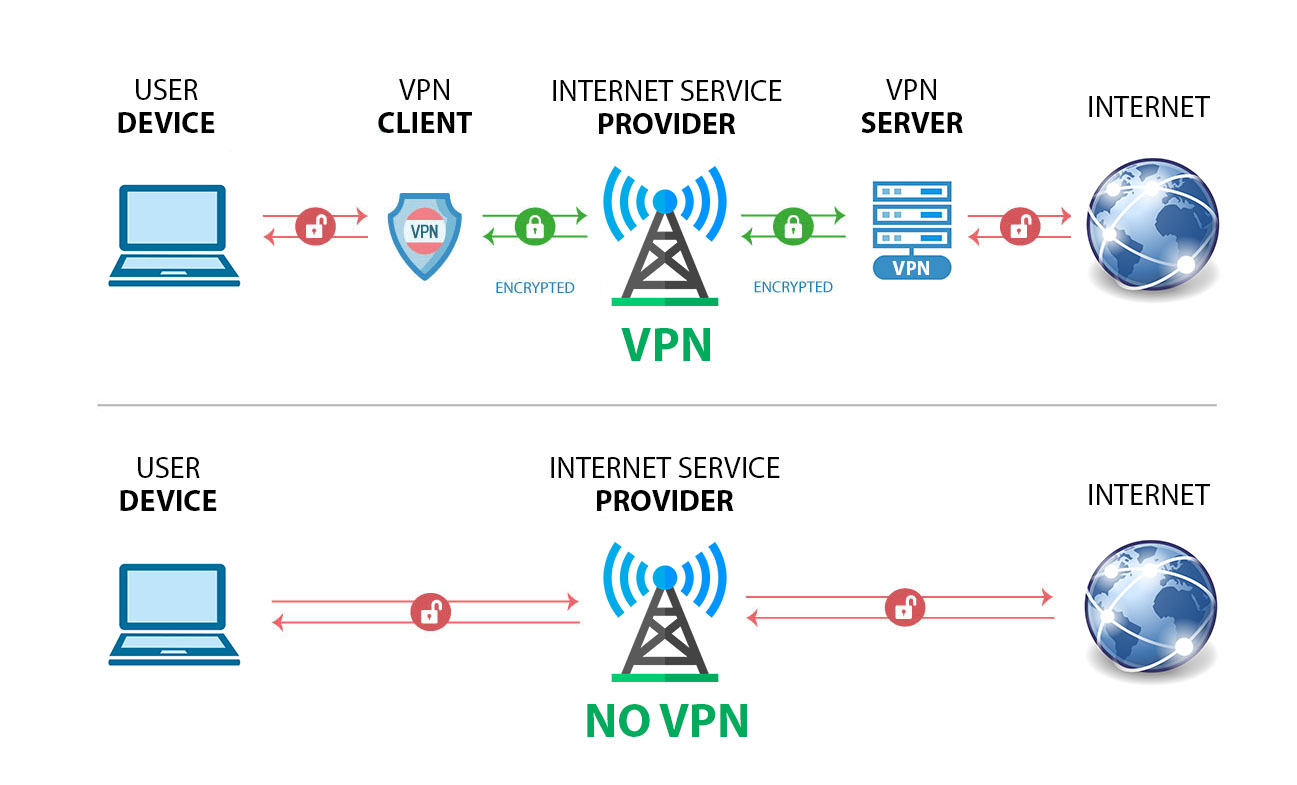 USER
DEVICE
VPN
CLIENT
INTERNET SERVICE
PROVIDER
VPN
SERVER
INTERNET
VPN
VPN
ENCRYPTED
ENCRYPTED
VPN
USER
DEVICE
INTERNET SERVICE
PROVIDER
INTERNET
NO VPN